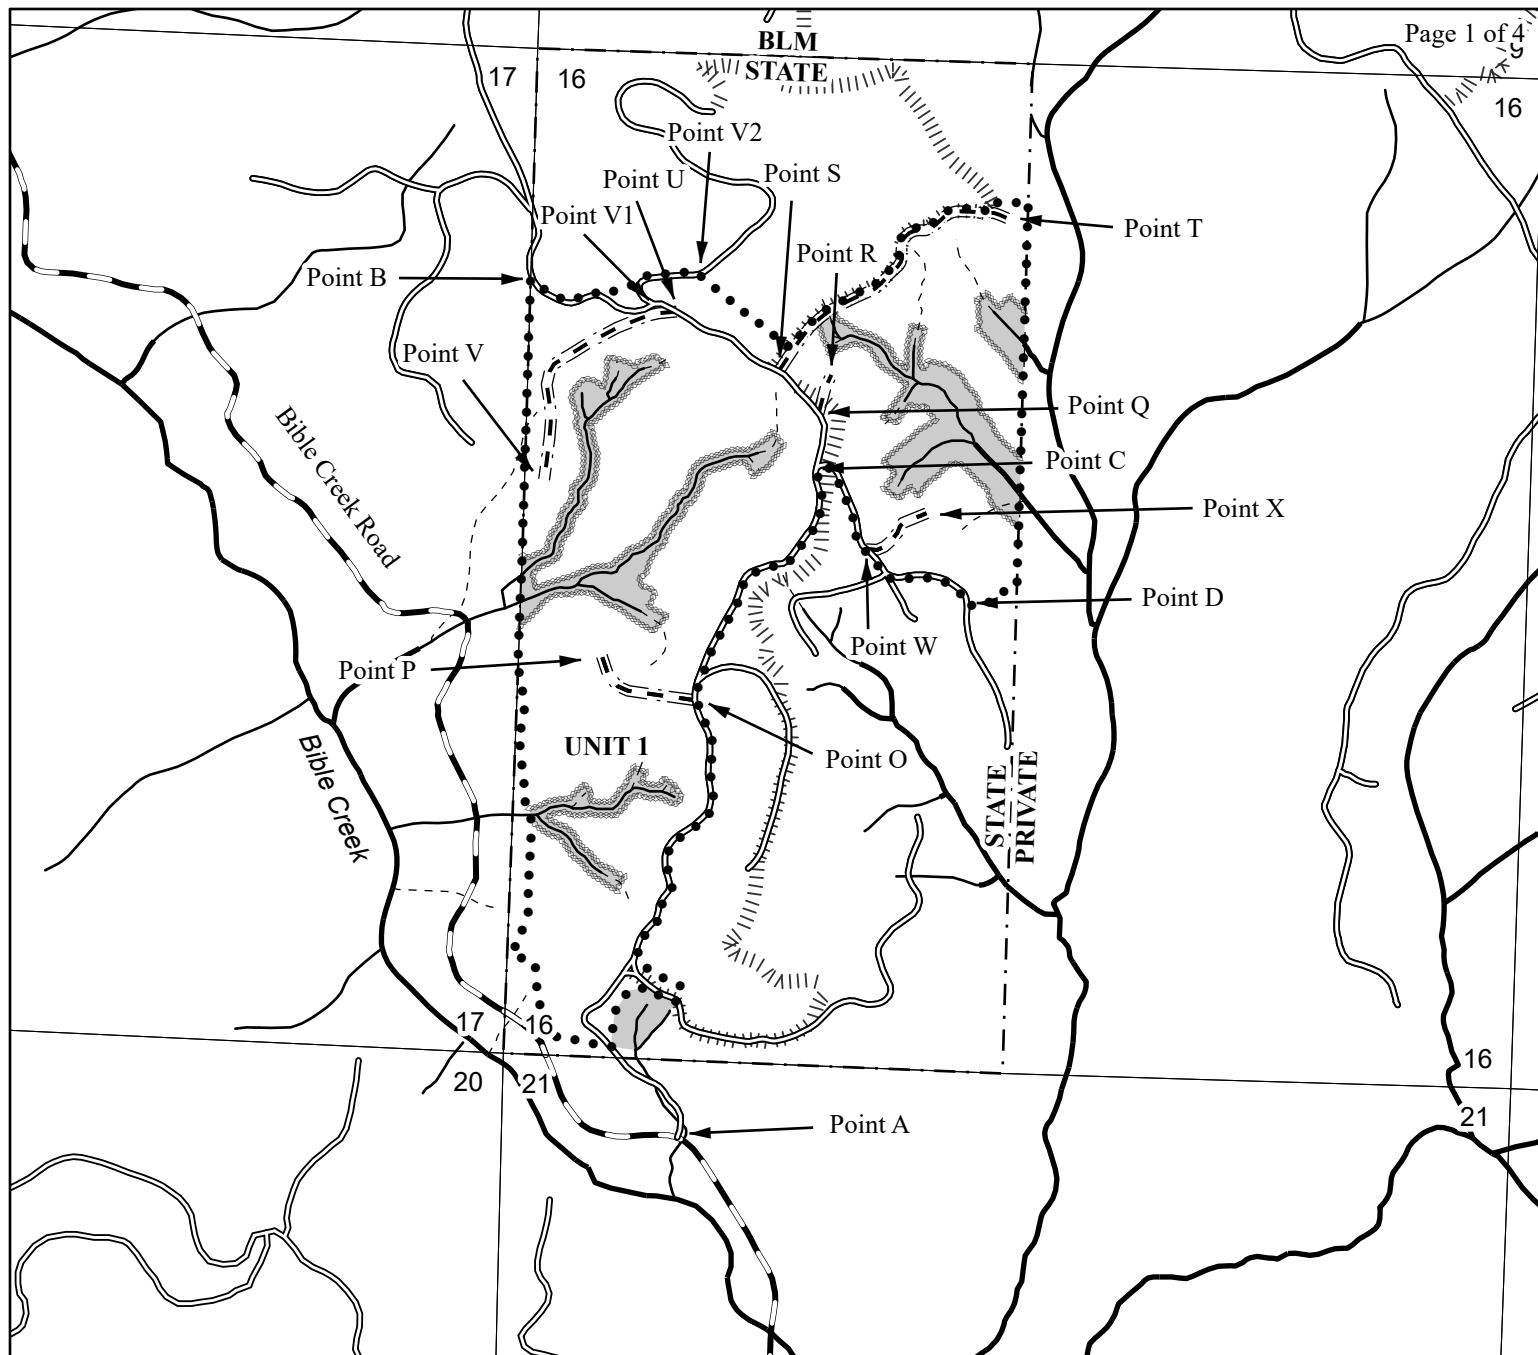 Page 1 of 4
BLM
STATE
17
16
9
16
Point V2
Point U
Point S
Point V1
Point T
Point R
Point B
Point V
Point Q
Bible Creek Road
Point C
Point X
Point D
Point W
Point P
UNIT 1
Point O
Bible Creek
STATE
PRIVATE
17
16
20
21
16
21
Point A